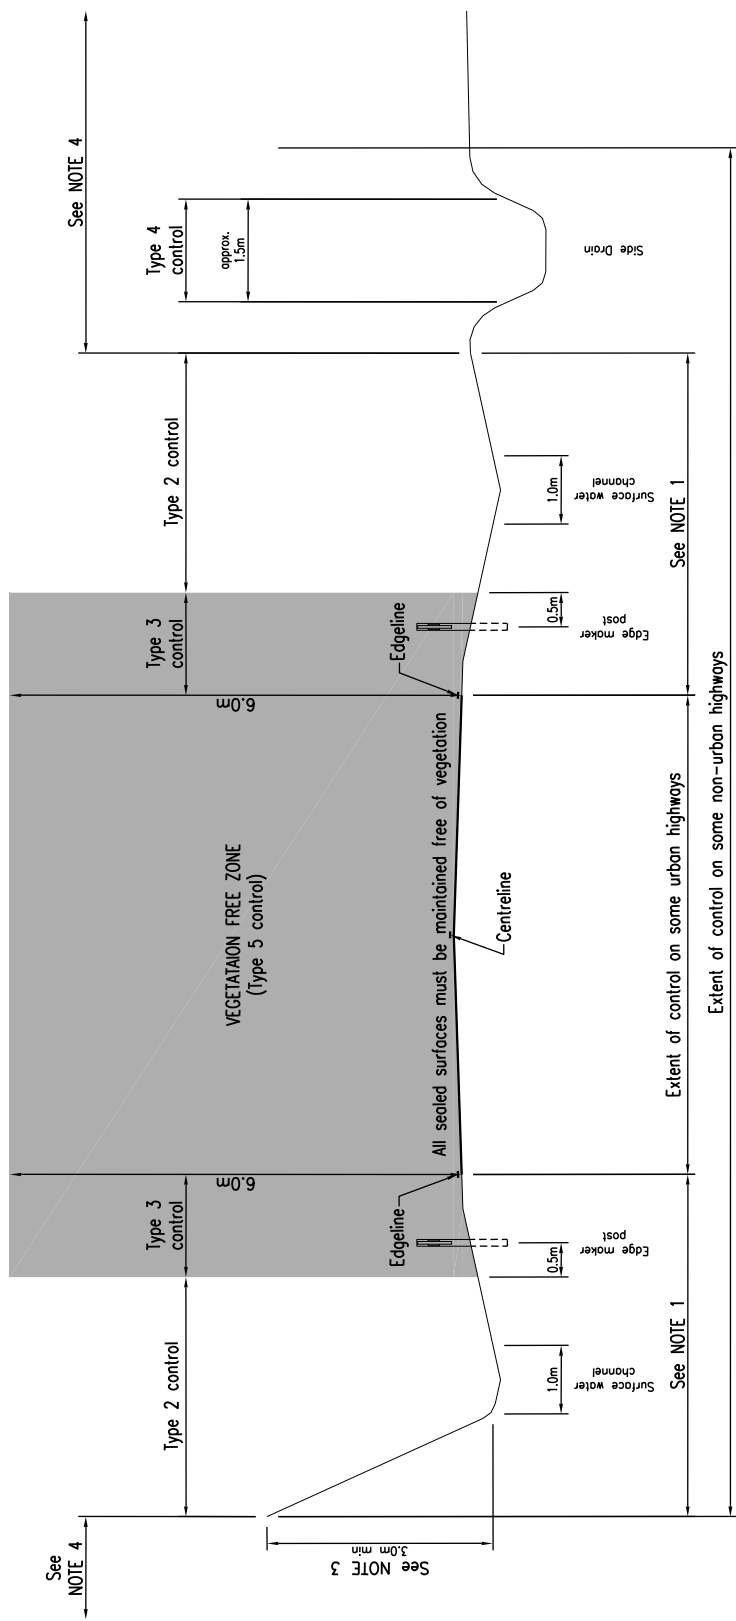 See
NOTE 4
See NOTE 4
Type 2 control
Type 3
control
Type 3
control
Type 2 control
Type 4
control
approx.
1.5m
6.0m
6.0m
VEGETATAION FREE ZONE
(Type 5 control)
See NOTE 3
3.0m min
Edgeline
All sealed surfaces must be maintained free of vegetation
Edgeline
Centreline
1.0m
Surface water
channel
0.5m
Edge maker
post
0.5m
Edge maker
post
1.0m
Surface water
channel
Side Drain
See NOTE 1
Extent of control on some urban highways
See NOTE 1
Extent of control on some non-urban highways